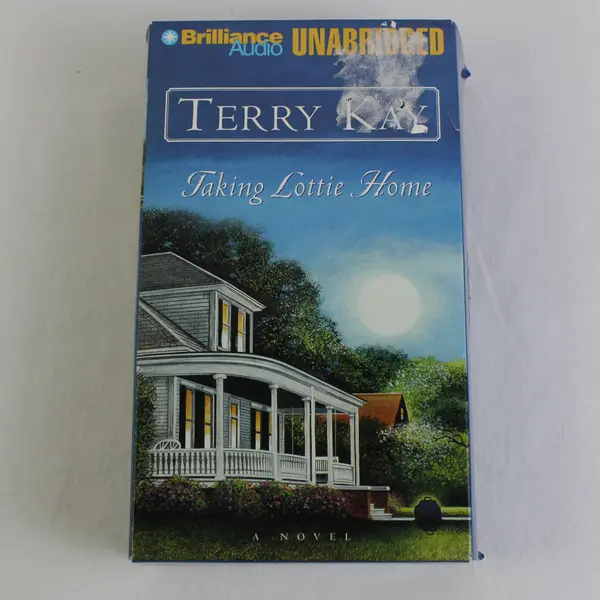 Brilliance Audio UNABRIDGED
TERRY KAY
Taking Lottie Home
A NOVEL